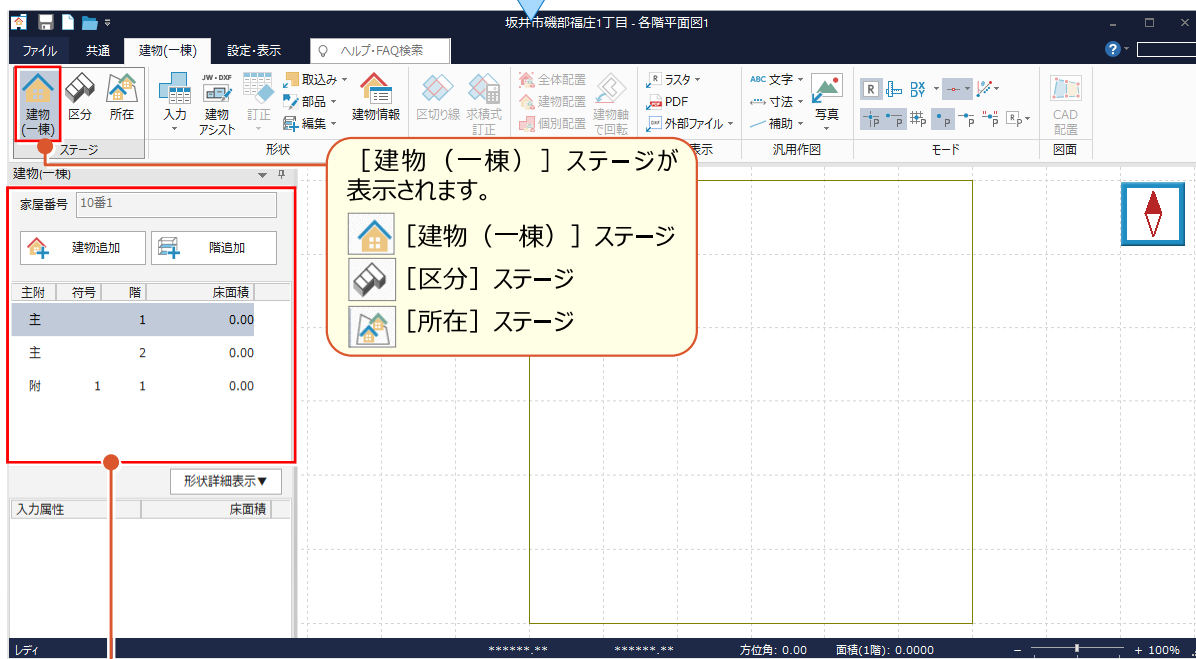 坂井市磯部福庄1丁目 - 各階平面図1
ファイル 共通 建物(一棟) 設定・表示 ヘルプ・FAQ検索
建物
(一棟)
区分
所在
ステージ
入力
JW・DXF
建物
アシスト
訂正
取込み
部品
編集
建物情報
形状
区切り線
求積式
訂正
全体配置
建物配置
個別配置
建物軸
で回転
R ラスタ
PDF
DXF 外部ファイル
表示
ABC 文字
寸法
補助
写真
汎用作図
R
DX
P P 井P P P P R P
モード
CAD
配置
図面
建物(一棟)
家屋番号 10番1
建物追加 階追加
主附 符号 階 床面積
主 1 0.00
主 2 0.00
附 1 1 0.00
形状詳細表示▼
入力属性 床面積
［建物（一棟）］ステージが
表示されます。
［建物（一棟）］ステージ
［区分］ステージ
［所在］ステージ
レディ ******.** ******.** 方位角: 0.00 面積(1階): 0.0000 − + 100%